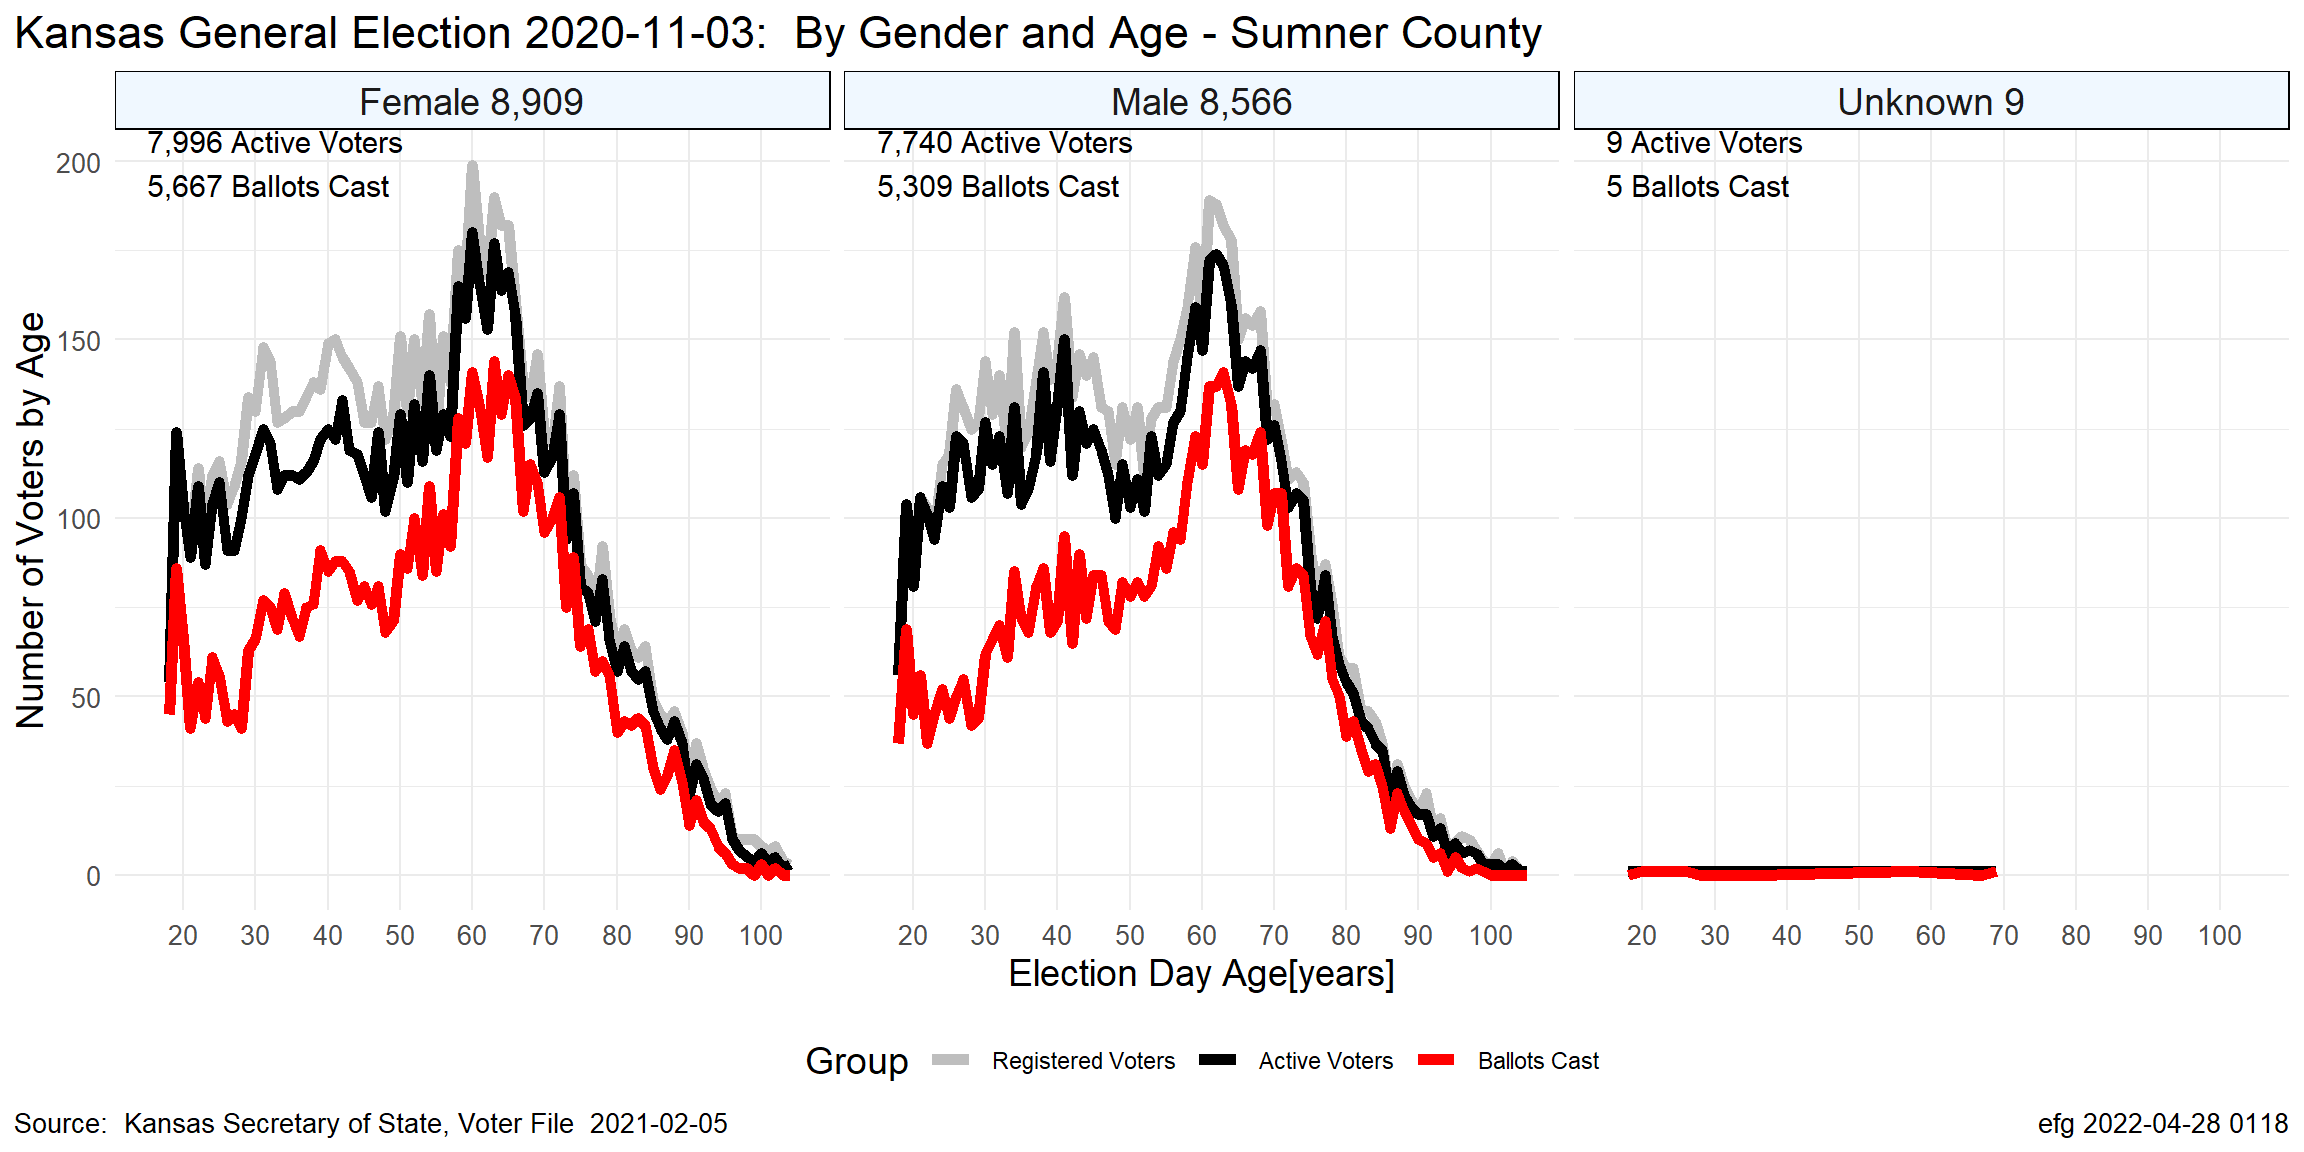 Kansas General Election 2020-11-03:  By Gender and Age - Sumner County
Female 8,909
Male 8,566
Unknown 9
7,996 Active Voters
5,667 Ballots Cast
7,740 Active Voters
5,309 Ballots Cast
9 Active Voters
5 Ballots Cast
Number of Voters by Age
200
150
100
50
0
20 30 40 50 60 70 80 90 100
20 30 40 50 60 70 80 90 100
20 30 40 50 60 70 80 90 100
Election Day Age[years]
Group Registered Voters Active Voters Ballots Cast
Source:  Kansas Secretary of State, Voter File  2021-02-05
efg 2022-04-28 0118